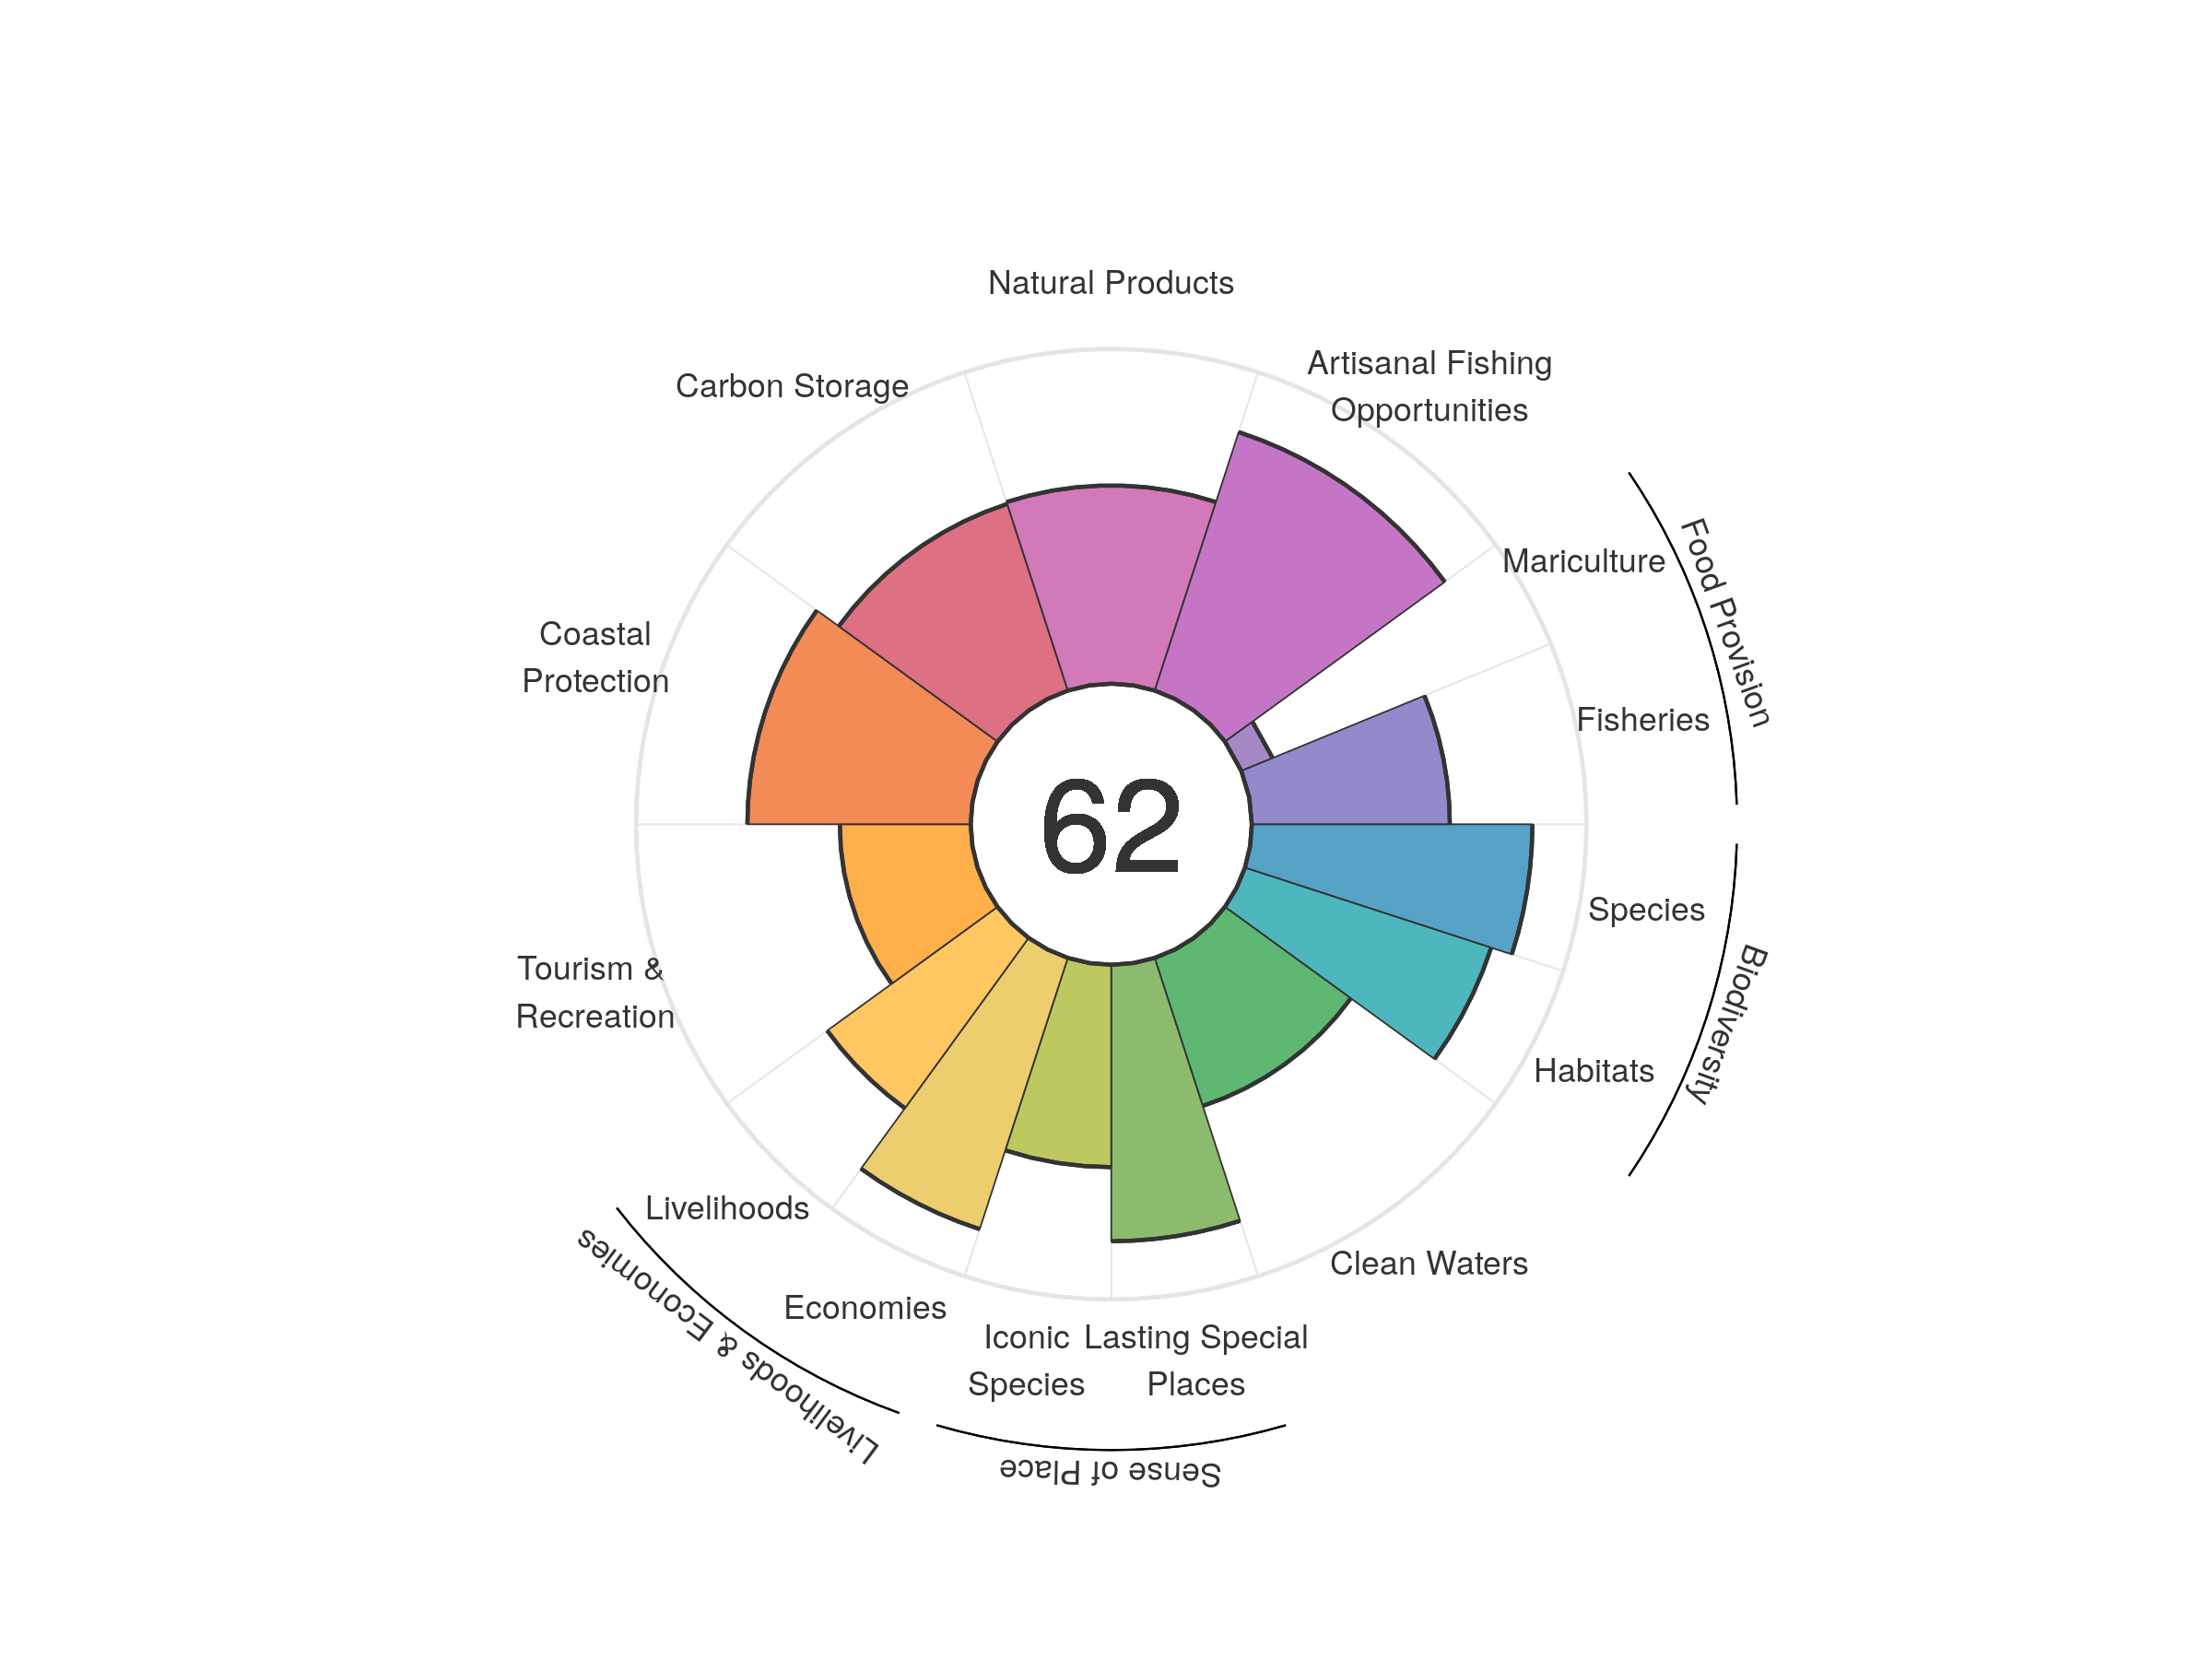 Natural Products
Artisanal Fishing
Opportunities
Carbon Storage
Mariculture
Food Provision
Coastal
Protection
Fisheries
62
Species
Biodiversity
Tourism &
Recreation
Habitats
Livelihoods
Clean Waters
Economies
Livelihoods & Economies
Iconic
Species
Lasting Special
Places
Sense of Place